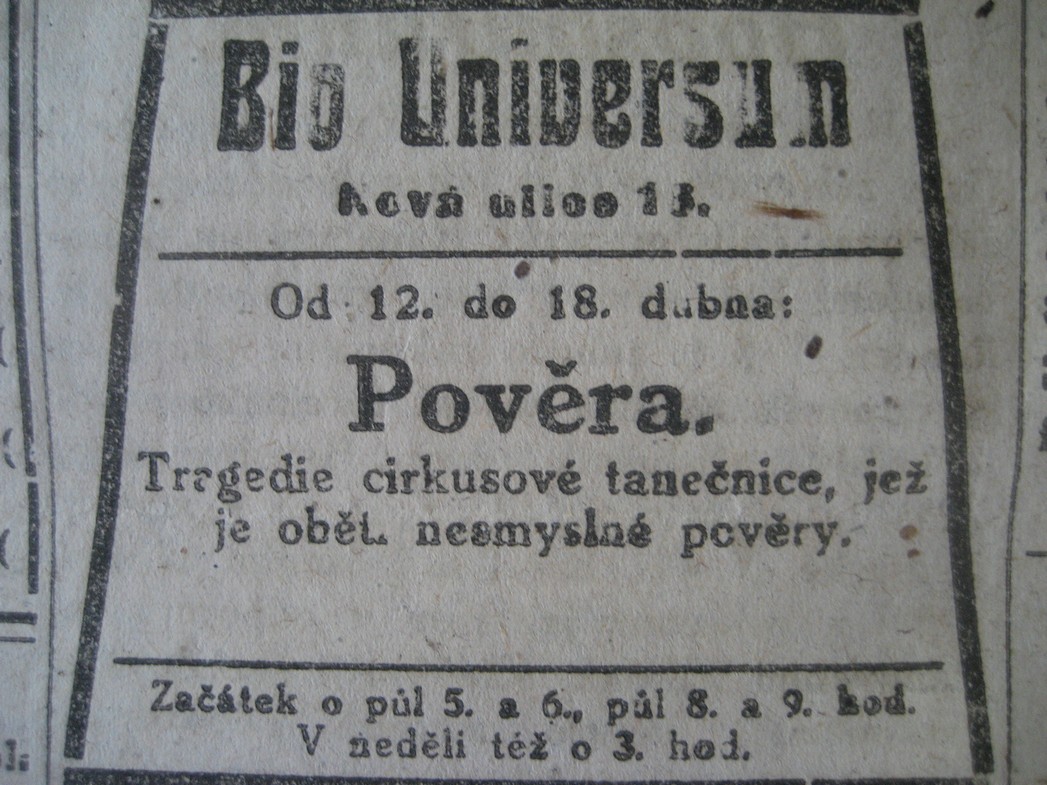 Bio Universum
Nová ulice
Od 12. do 18. dubna:
Pověra.
Tragedie cirkusové tanečnice, jež
je obětí nesmyslné pověry.
Začátek o půl 5. a 6., půl 8. a 9. hod.
V neděli též o 3. hod.